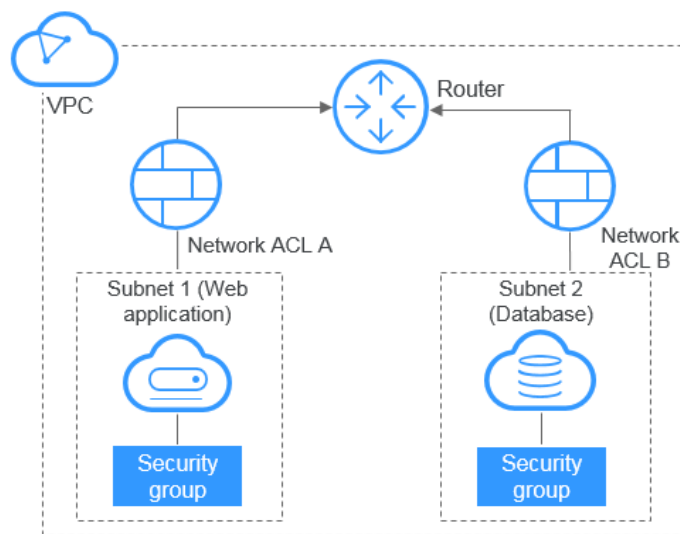 VPC
Router
Network ACL A
Network
ACL B
Subnet 1 (Web
application)
Subnet 2
(Database)
Security
group
Security
group